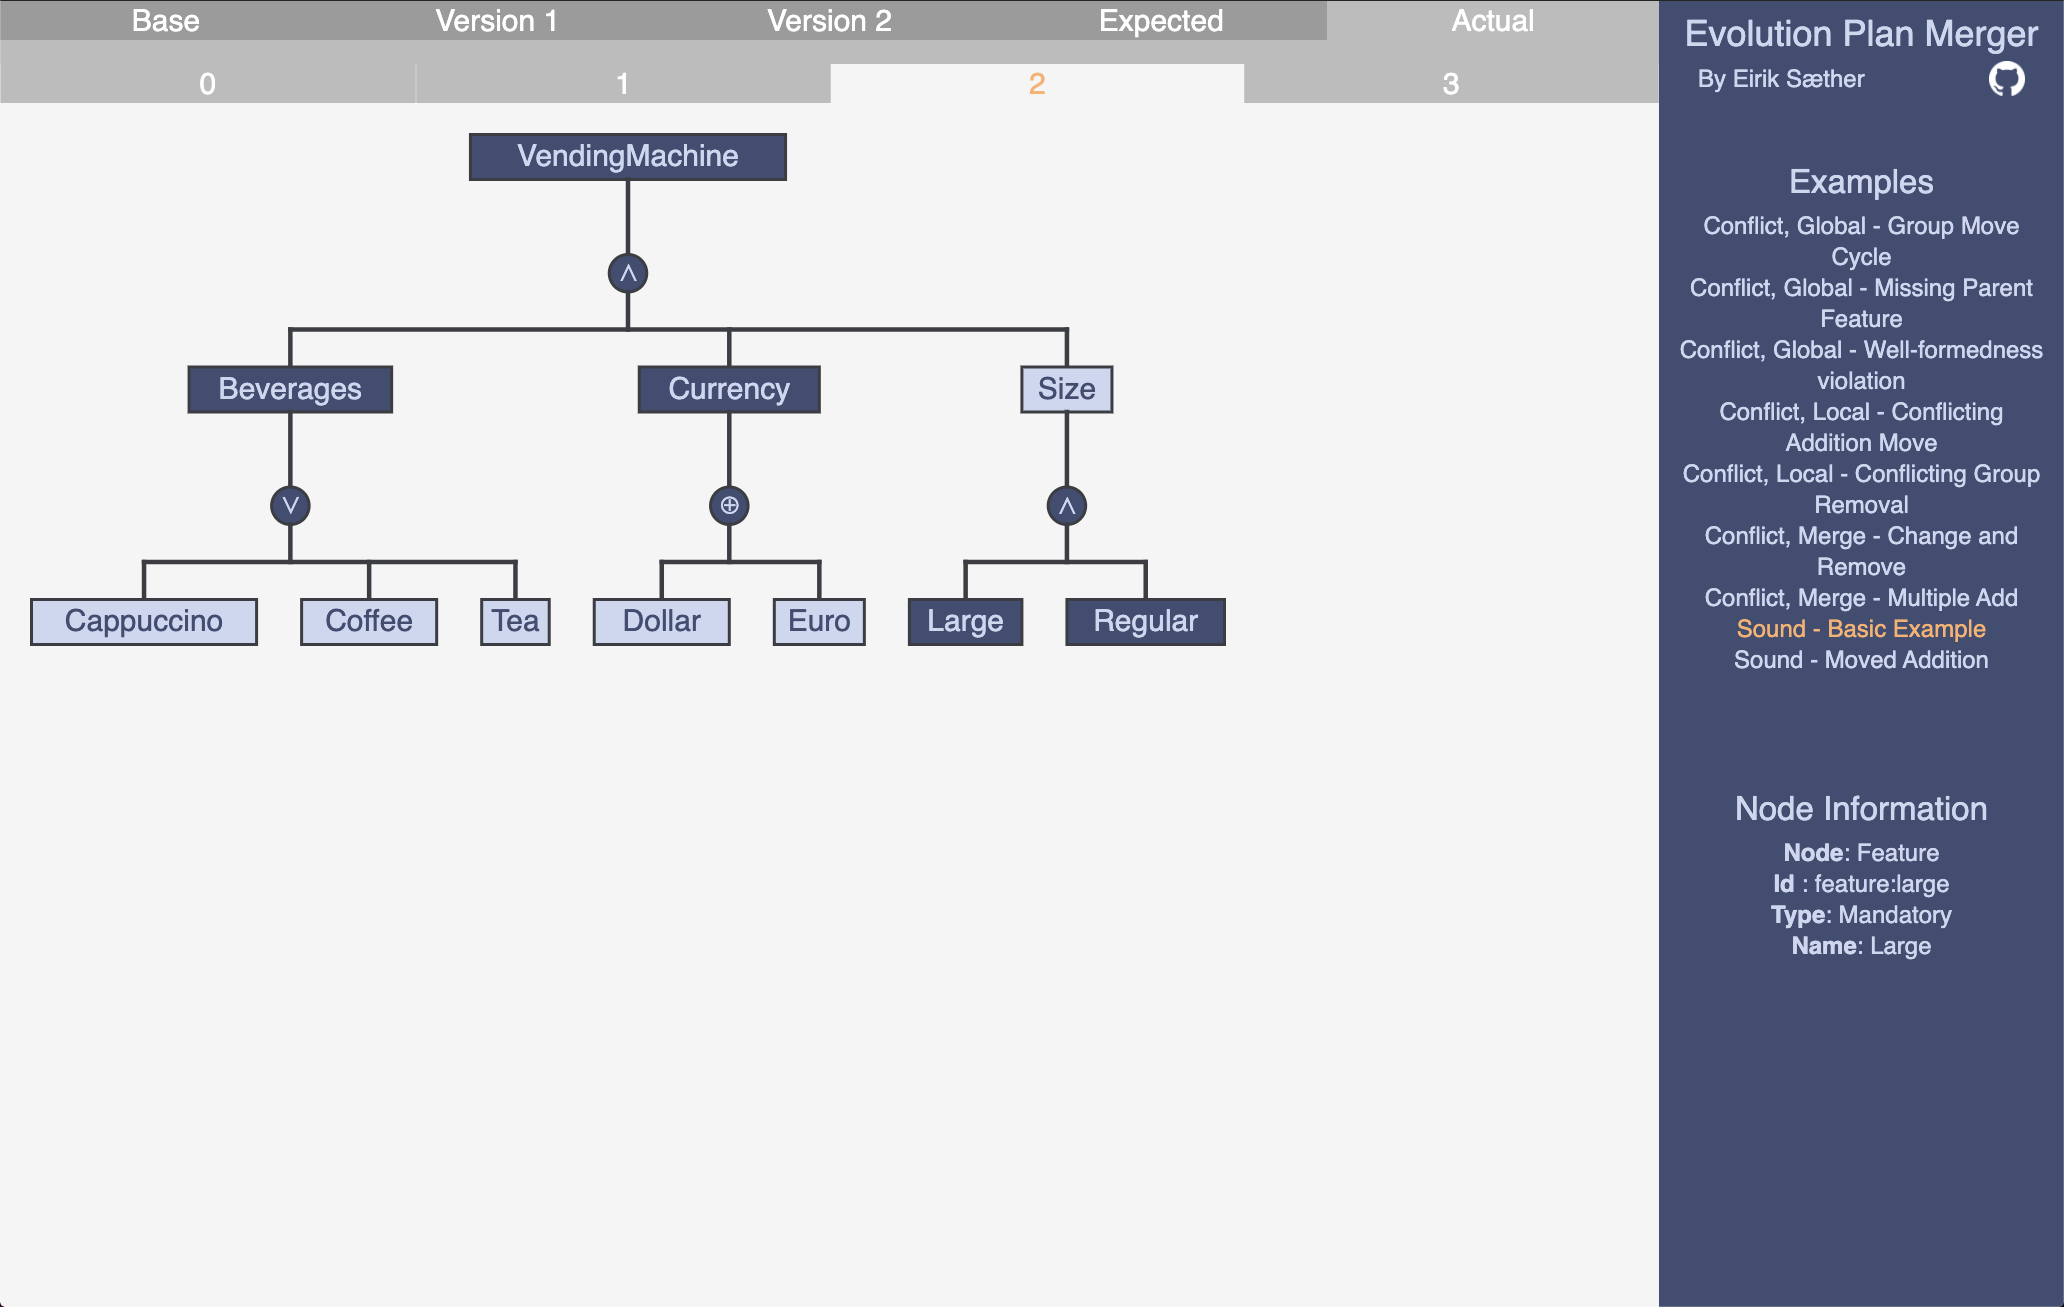 Base Version 1 Version 2 Expected Actual
0 1 2 3
VendingMachine
∧
Beverages Currency Size
∨ ⊕ ∧
Cappuccino Coffee Tea Dollar Euro Large Regular
Evolution Plan Merger
By Eirik Sæther
Examples
Conflict, Global - Group Move
Cycle
Conflict, Global - Missing Parent
Feature
Conflict, Global - Well-formedness
violation
Conflict, Local - Conflicting
Addition Move
Conflict, Local - Conflicting Group
Removal
Conflict, Merge - Change and
Remove
Conflict, Merge - Multiple Add
Sound - Basic Example
Sound - Moved Addition
Node Information
Node: Feature
Id : feature:large
Type: Mandatory
Name: Large